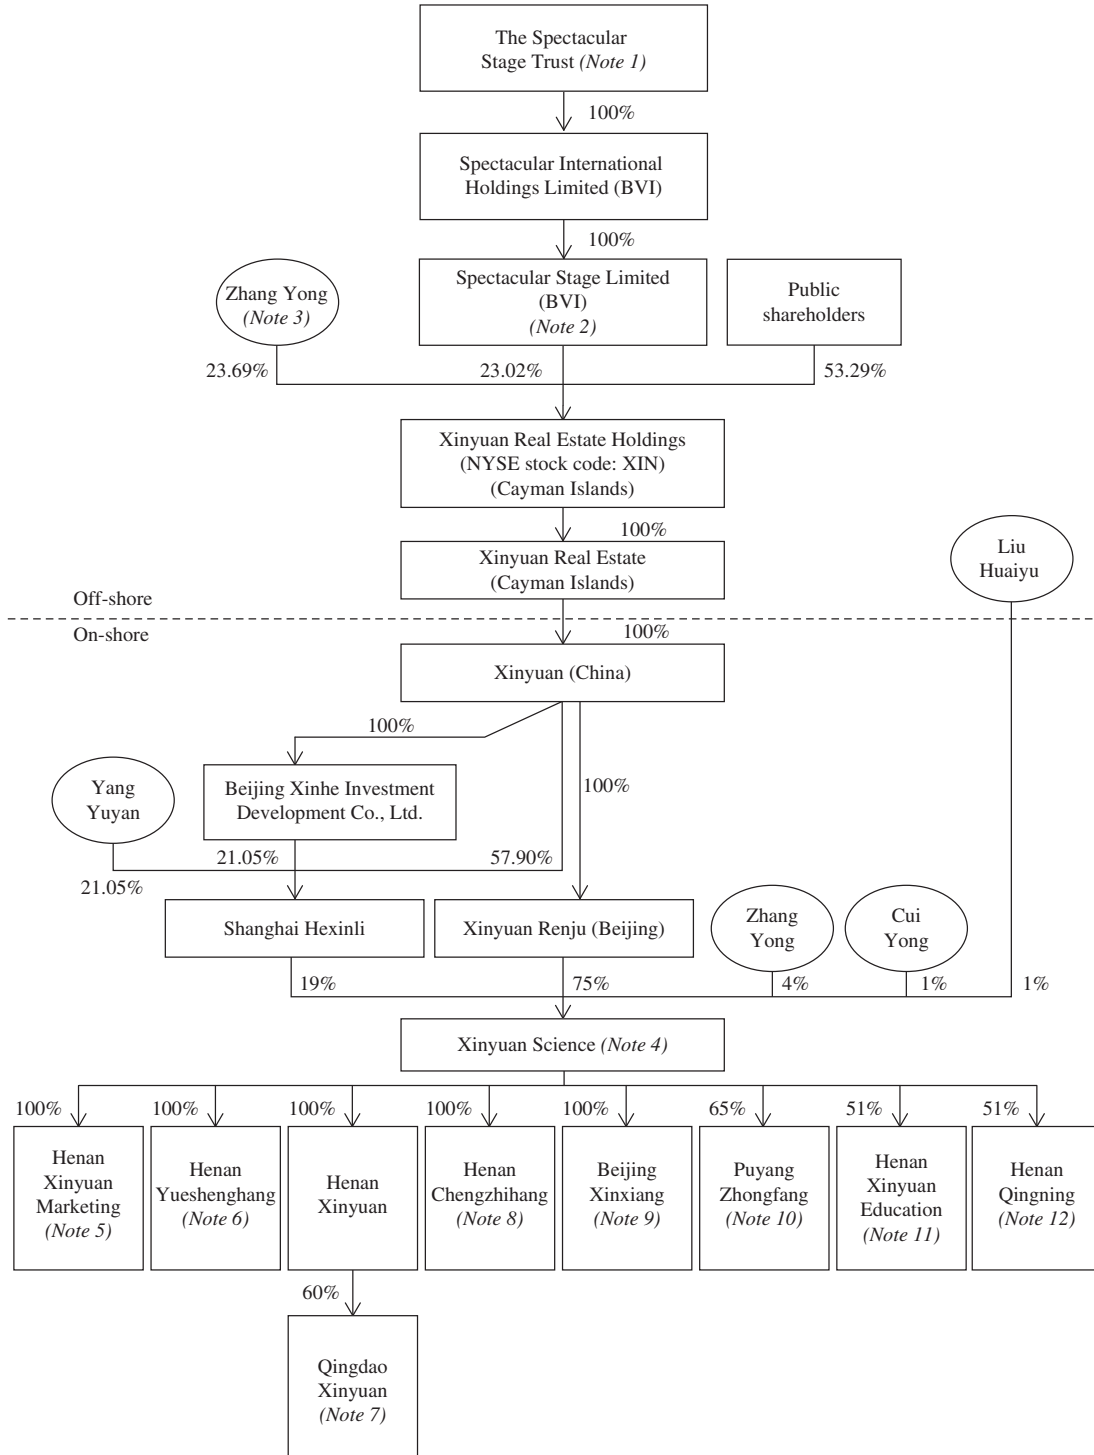 The Spectacular
Stage Trust (Note 1)
100%
Spectacular International
Holdings Limited (BVI)
100%
Zhang Yong
(Note 3)
Spectacular Stage Limited
(BVI)
(Note 2)
Public
shareholders
23.69%
23.02%
53.29%
Xinyuan Real Estate Holdings
(NYSE stock code: XIN)
(Cayman Islands)
100%
Xinyuan Real Estate
(Cayman Islands)
Liu
Huaiyu
Off-shore
On-shore
100%
Xinyuan (China)
100%
100%
Yang
Yuyan
Beijing Xinhe Investment
Development Co., Ltd.
21.05%
57.90%
21.05%
Shanghai Hexinli
Xinyuan Renju (Beijing)
Zhang
Yong
Cui
Yong
19%
75%
4%
1%
1%
Xinyuan Science (Note 4)
100%
100%
100%
100%
100%
65%
51%
51%
Henan
Xinyuan
Marketing
(Note 5)
Henan
Yueshenghang
(Note 6)
Henan
Xinyuan
Henan
Chengzhihang
(Note 8)
Beijing
Xinxiang
(Note 9)
Puyang
Zhongfang
(Note 10)
Henan
Xinyuan
Education
(Note 11)
Henan
Qingning
(Note 12)
60%
Qingdao
Xinyuan
(Note 7)